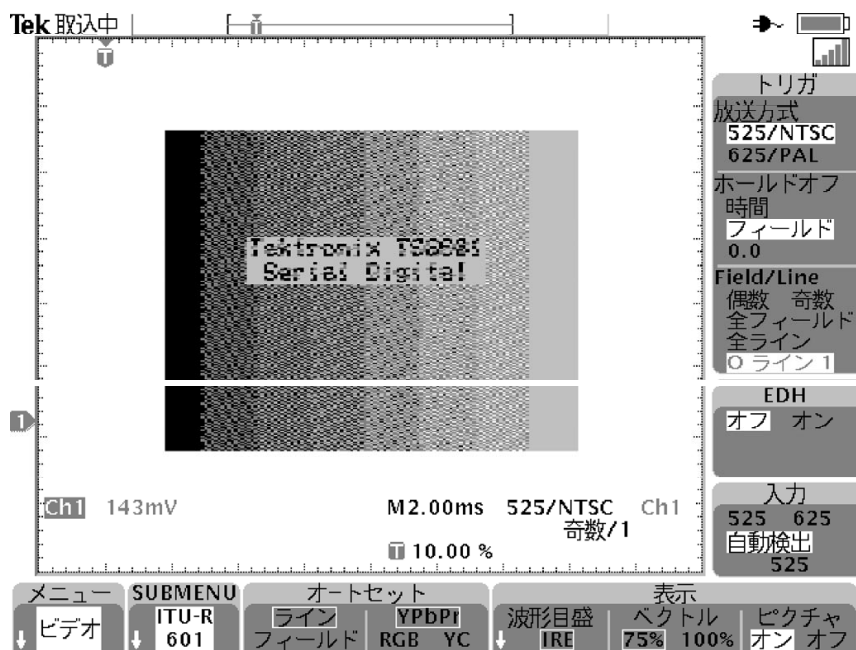 Tek 取込中
T
T
Tektronix TSG601
Serial Digital
1
Ch1 143mV M2.00ms 525/NTSC Ch1
奇数/1
T 10.00 %
トリガ
放送方式
525/NTSC
625/PAL
ホールドオフ
時間
フィールド
0.0
Field/Line
偶数 奇数
全フィールド
全ライン
O ライン 1
EDH
オフ オン
入力
525 625
自動検出
525
メニュー SUBMENU オートセット 表示
ビデオ ITU-R 601
ライン YPbPr
フィールド RGB YC
波形目盛 ベクトル ピクチャ
IRE 75% 100% オン オフ